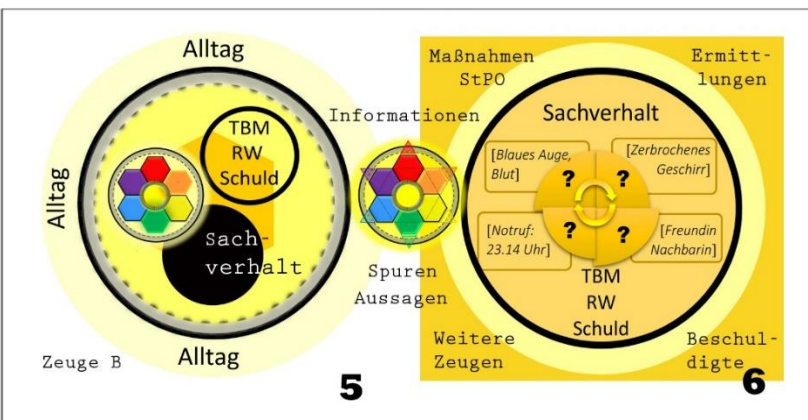 Alltag
Alltag
TBM
RW
Schuld
Sach-
verhalt
Zeuge B
Alltag
5
Informationen
Spuren
Aussagen
Maßnahmen
StPO
Ermitt-
lungen
Sachverhalt
[Blaues Auge,
Blut]
[Zerbrochenes
Geschirr]
?
?
?
?
[Notruf:
23.14 Uhr]
[Freundin
Nachbarin]
TBM
RW
Schuld
Weitere
Zeugen
Beschul-
digte
6